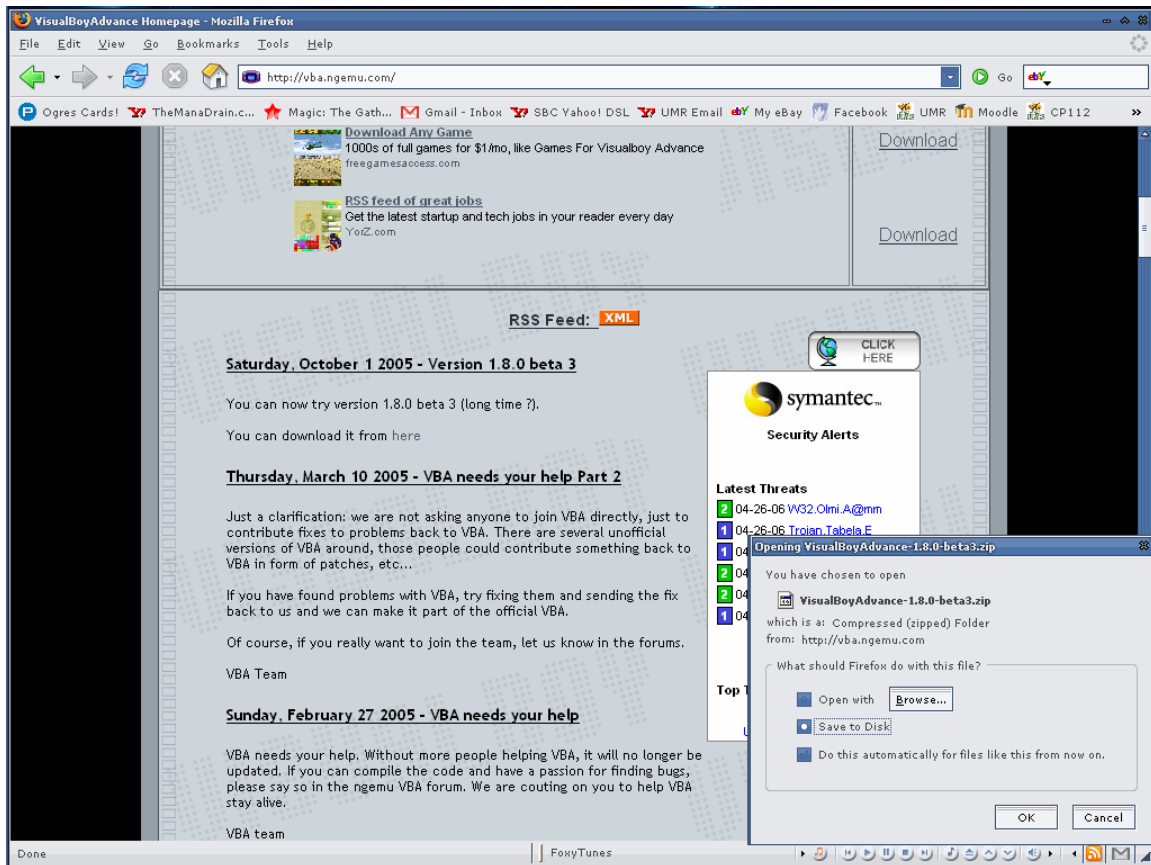 VisualBoyAdvance Homepage - Mozilla Firefox
File Edit View Go Bookmarks Tools Help
http://vba.ngemu.com/
Go
ebY
Ogres Cards! TheManaDrain.c... Magic: The Gath... Gmail - Inbox SBC Yahoo! DSL UMR Email My eBay Facebook UMR Moodle CP112 »
Download Any Game
1000s of full games for $1/mo, like Games For Visualboy Advance
freegamesaccess.com
Download
RSS feed of great jobs
Get the latest startup and tech jobs in your reader every day
YoiZ.com
Download
RSS Feed: XML
CLICK
HERE
Saturday, October 1 2005 - Version 1.8.0 beta 3
You can now try version 1.8.0 beta 3 (long time ?).
You can download it from here
Thursday, March 10 2005 - VBA needs your help Part 2
Just a clarification: we are not asking anyone to join VBA directly, just to
contribute fixes to problems back to VBA. There are several unofficial
versions of VBA around, those people could contribute something back to
VBA in form of patches, etc...
If you have found problems with VBA, try fixing them and sending the fix
back to us and we can make it part of the official VBA.
Of course, if you really want to join the team, let us know in the forums.
VBA Team
Sunday, February 27 2005 - VBA needs your help
VBA needs your help. Without more people helping VBA, it will no longer be
updated. If you can compile the code and have a passion for finding bugs,
please say so in the ngemu VBA forum. We are couting on you to help VBA
stay alive.
VBA team
symantec™
Security Alerts
Latest Threats
2 04-26-06 W32.Olmi.A@mm
1 04-26-06 Trojan.Tabela.E
1 04
2 04
2 04
1 04
Top T
Opening VisualBoyAdvance-1.8.0-beta3.zip
You have chosen to open
VisualBoyAdvance-1.8.0-beta3.zip
which is a: Compressed (zipped) Folder
from: http://vba.ngemu.com
What should Firefox do with this file?
Open with Browse...
Save to Disk
Do this automatically for files like this from now on.
OK Cancel
Done
FoxyTunes